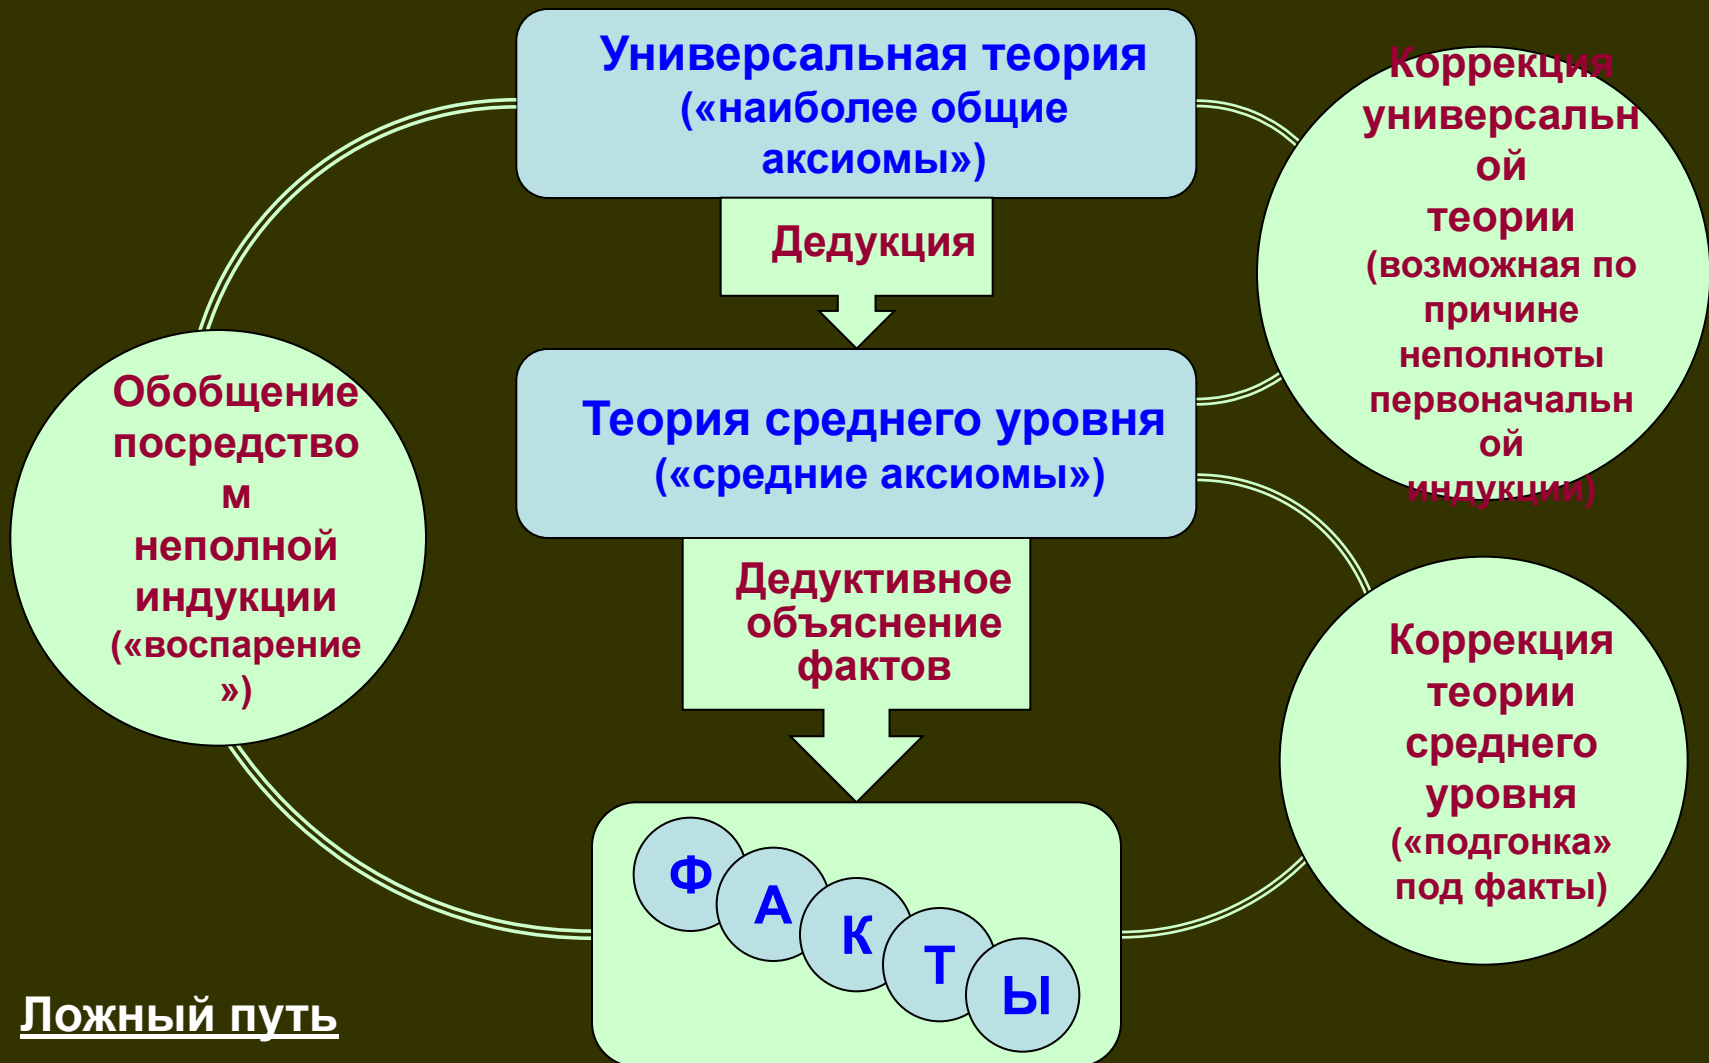 Универсальная теория
(«наиболее общие
аксиомы»)
Коррекция
универсальн
ой
теории
(возможная по
причине
неполноты
первоначальн
ой
индукции)
Дедукция
Обобщение
посредство
м
неполной
индукции
(«воспарение
»)
Теория среднего уровня
(«средние аксиомы»)
Дедуктивное
объяснение
фактов
Коррекция
теории
среднего
уровня
(«подгонка»
под факты)
ФАКТЫ
Ложный путь